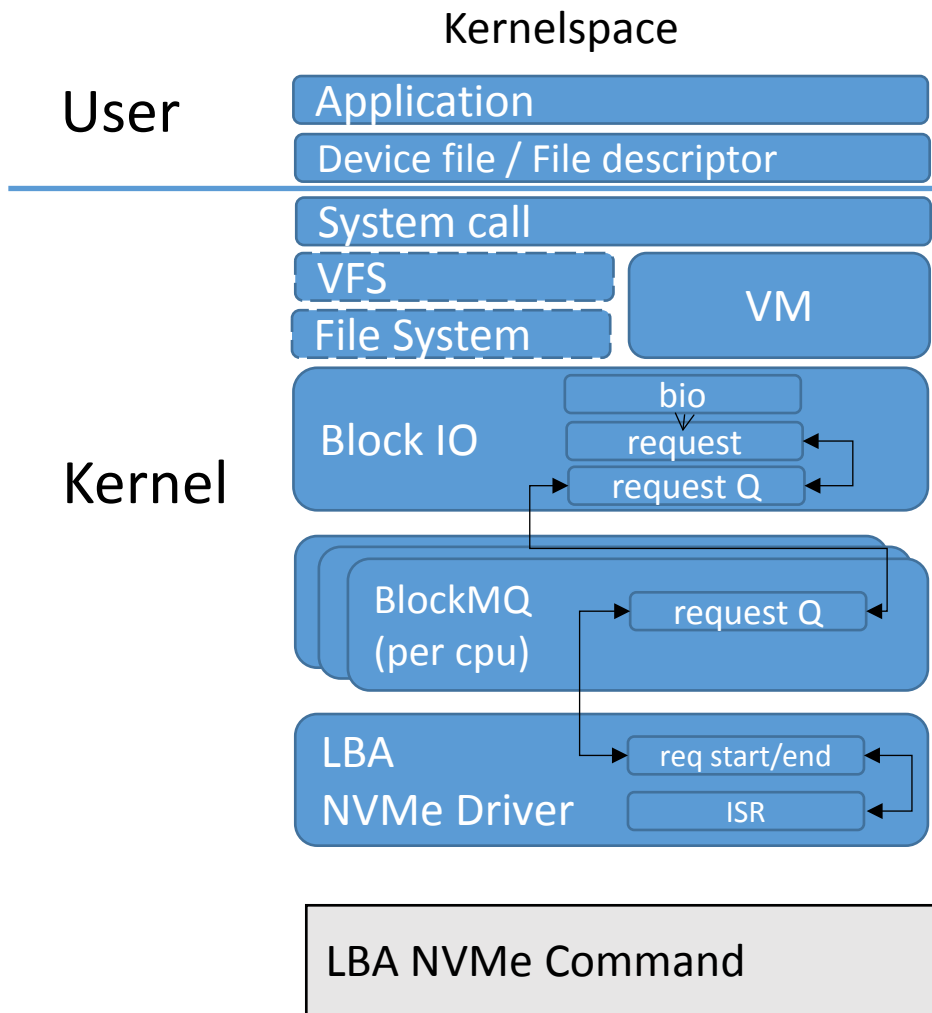 Kernelspace
User
Application
Device file / File descriptor
System call
VFS
VM
File System
Kernel
Block IO
bio
request
request Q
BlockMQ
(per cpu)
request Q
LBA
NVMe Driver
req start/end
ISR
LBA NVMe Command